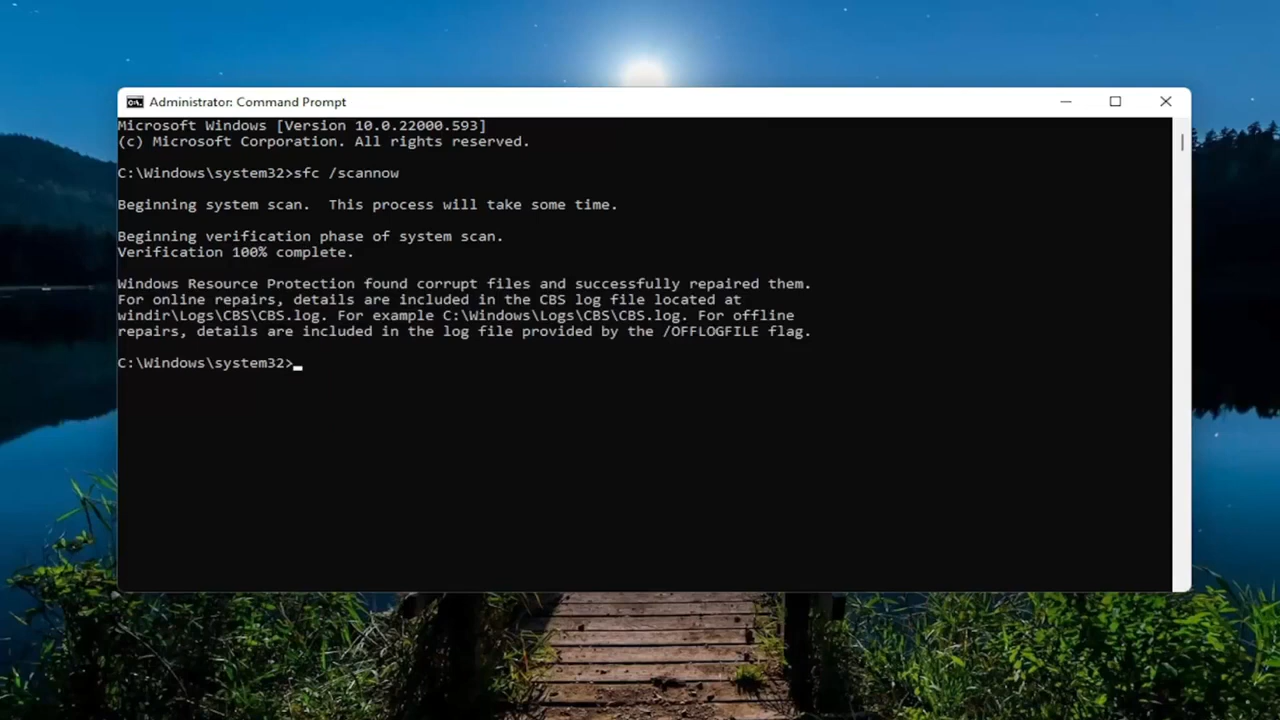 Administrator: Command Prompt
Microsoft Windows [Version 10.0.22000.593]
(c) Microsoft Corporation. All rights reserved.
C:\Windows\system32>sfc /scannow
Beginning system scan.  This process will take some time.
Beginning verification phase of system scan.
Verification 100% complete.
Windows Resource Protection found corrupt files and successfully repaired them.
For online repairs, details are included in the CBS log file located at
windir\Logs\CBS\CBS.log. For example C:\Windows\Logs\CBS\CBS.log. For offline
repairs, details are included in the log file provided by the /OFFLOGFILE flag.
C:\Windows\system32>